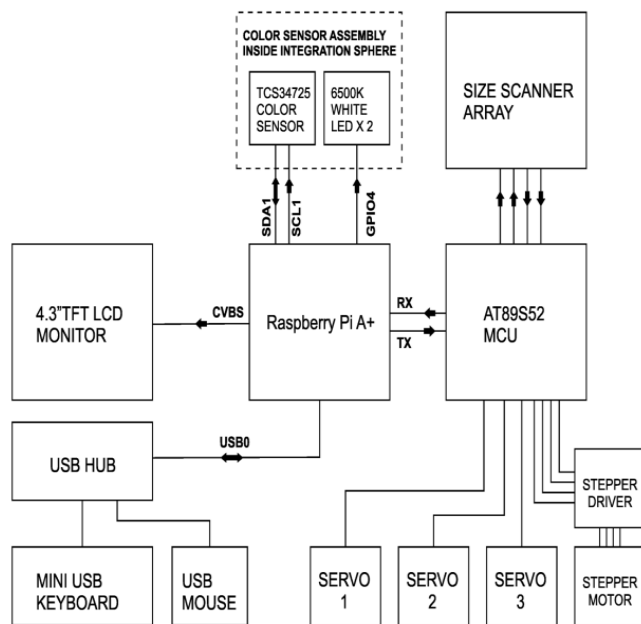 COLOR SENSOR ASSEMBLY
INSIDE INTEGRATION SPHERE
TCS34725
COLOR
SENSOR
6500K
WHITE
LED X 2
SIZE SCANNER
ARRAY
SDA1
SCL1
GPIO4
4.3"TFT LCD
MONITOR
CVBS
Raspberry Pi A+
RX
TX
AT89S52
MCU
USB HUB
USB0
STEPPER
DRIVER
MINI USB
KEYBOARD
USB
MOUSE
SERVO
1
SERVO
2
SERVO
3
STEPPER
MOTOR